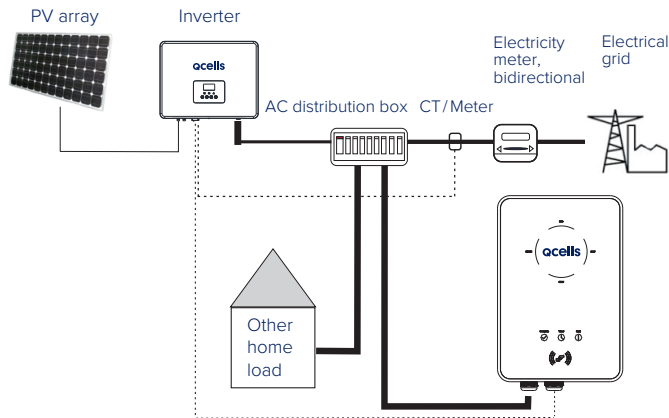 PV array
Inverter
Electricity
meter,
bidirectional
Electrical
grid
Qcells
AC distribution box
CT/Meter
Qcells
Other
home
load